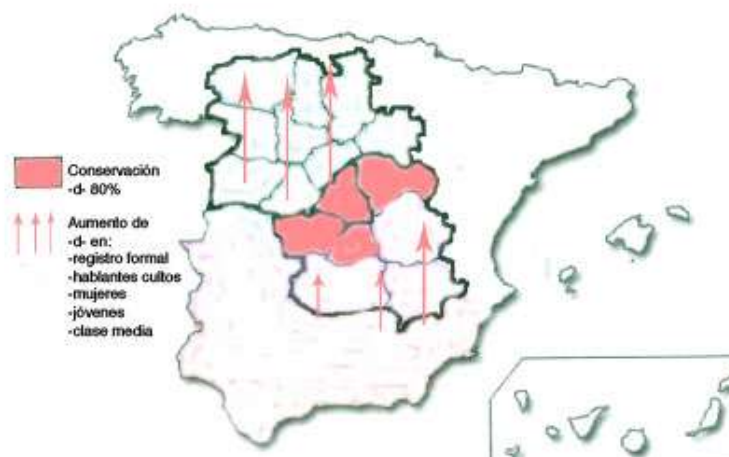 Conservación
-d- 80%
Aumento de
-d- en:
-registro formal
-hablantes cultos
-mujeres
-jóvenes
-clase media